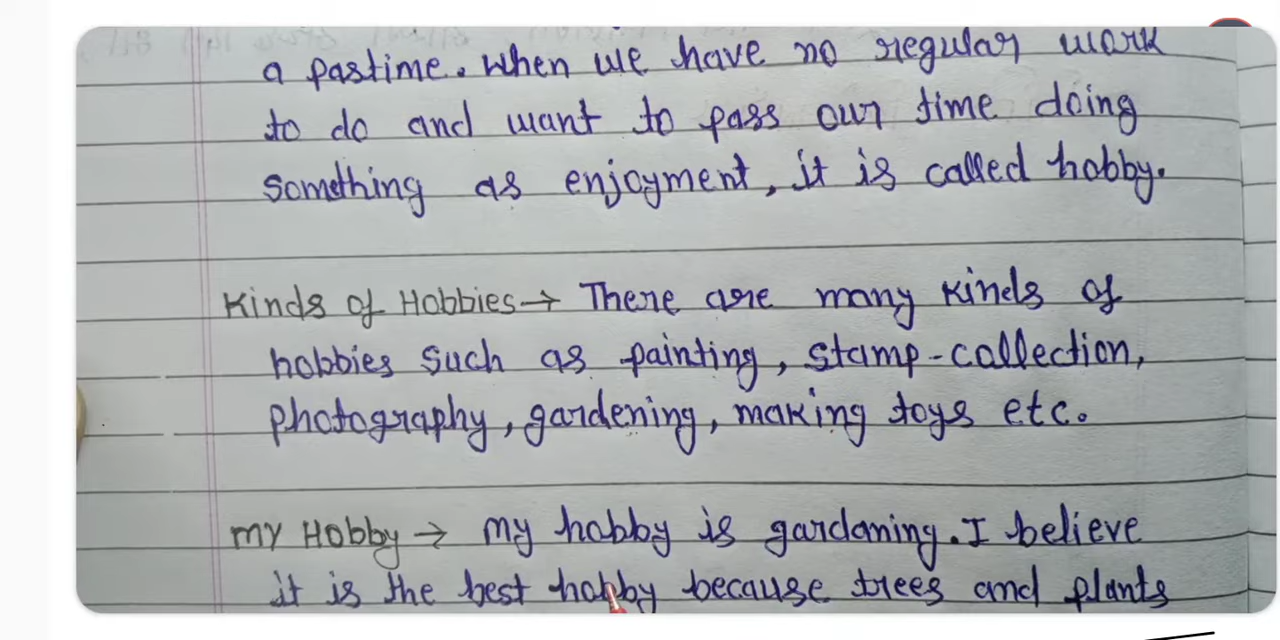 a pastime. when we have no regular work
to do and want to pass our time doing
something as enjoyment, it is called hobby.
Kinds of Hobbies→ There are many kinds of
hobbies such as painting, stamp-collection,
photography, gardening, making toys etc.
MY HOBBY → My hobby is gardaning. I believe
it is the best hobby because trees and plants